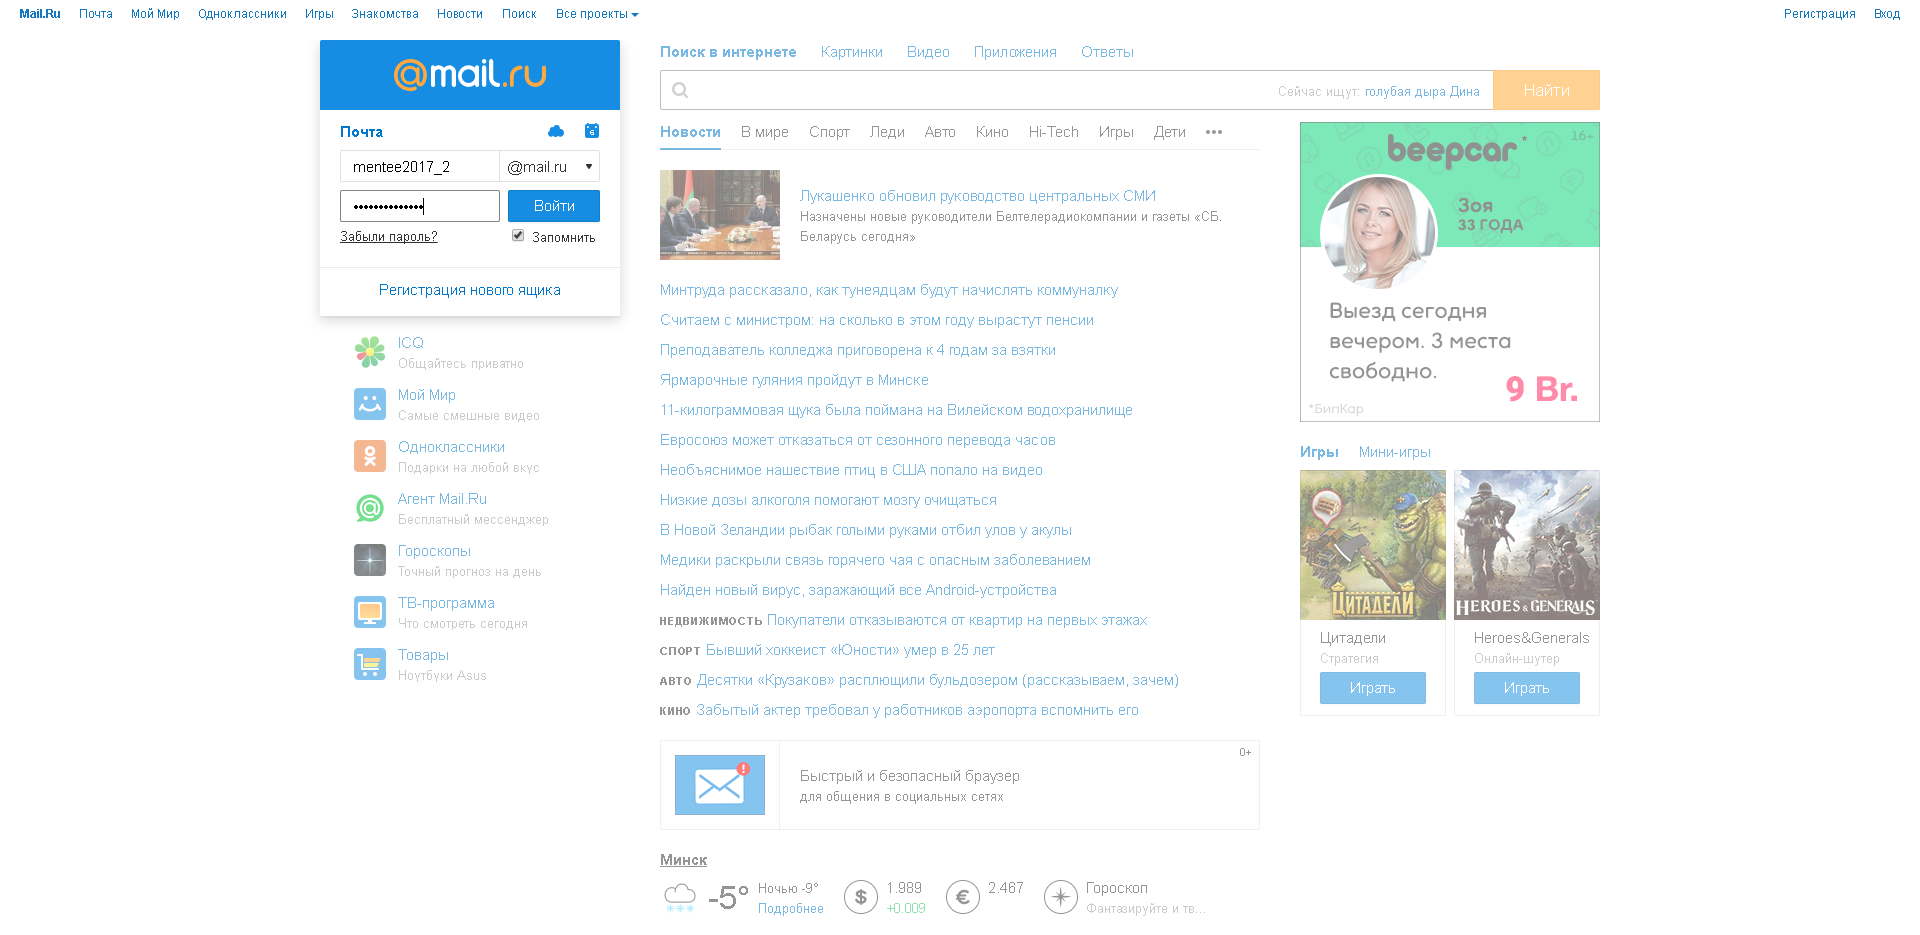 Mail.Ru Почта Мой Мир Одноклассники Игры Знакомства Новости Поиск Все проекты Регистрация Вход
@mail.ru
Почта
6
mentee2017_2 @mail.ru
Войти
Забыли пароль? Запомнить
Регистрация нового ящика
ICQ
Общайтесь приватно
Мой Мир
Самые смешные видео
Одноклассники
Подарки на любой вкус
Агент Mail.Ru
Бесплатный мессенджер
Гороскопы
Точный прогноз на день
ТВ-программа
Что смотреть сегодня
Товары
Ноутбуки Asus
Поиск в интернете Картинки Видео Приложения Ответы
Сейчас ищут: голубая дыра Дина Найти
Новости В мире Спорт Леди Авто Кино Hi-Tech Игры Дети •••
Лукашенко обновил руководство центральных СМИ
Назначены новые руководители Белтелерадиокомпании и газеты «СБ.
Беларусь сегодня»
Минтруда рассказало, как тунеядцам будут начислять коммуналку
Считаем с министром: на сколько в этом году вырастут пенсии
Преподаватель колледжа приговорена к 4 годам за взятки
Ярмарочные гуляния пройдут в Минске
11-килограммовая щука была поймана на Вилейском водохранилище
Евросоюз может отказаться от сезонного перевода часов
Необъяснимое нашествие птиц в США попало на видео
Низкие дозы алкоголя помогают мозгу очищаться
В Новой Зеландии рыбак голыми руками отбил улов у акулы
Медики раскрыли связь горячего чая с опасным заболеванием
Найден новый вирус, заражающий все Android-устройства
НЕДВИЖИМОСТЬ Покупатели отказываются от квартир на первых этажах
СПОРТ Бывший хоккеист «Юности» умер в 25 лет
АВТО Десятки «Крузаков» расплющили бульдозером (рассказываем, зачем)
КИНО Забытый актер требовал у работников аэропорта вспомнить его
0+
Быстрый и безопасный браузер
для общения в социальных сетях
Минск
-5° Ночью -9°
Подробнее
$ 1.989
+0.009
€ 2.467
Гороскоп
Фантазируйте и тв...
16+
beepcar*
Зоя
33 ГОДА
Выезд сегодня
вечером. 3 места
свободно.
9 Br.
*БипКар
Игры Мини-игры
ЦИТАДЕЛИ
Цитадели
Стратегия
Играть
HEROES & GENERALS
Heroes&Generals
Онлайн-шутер
Играть